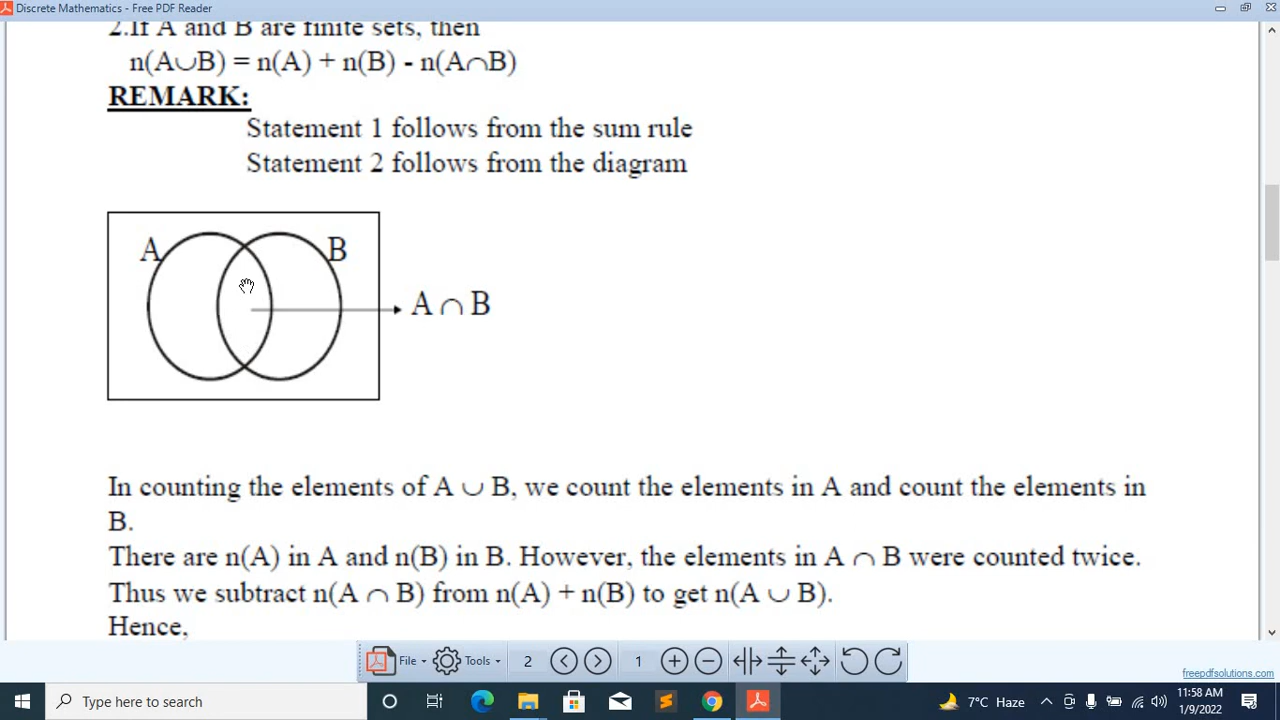 Discrete Mathematics - Free PDF Reader
2.If A and B are finite sets, then
n(A∪B) = n(A) + n(B) - n(A∩B)
REMARK:
Statement 1 follows from the sum rule
Statement 2 follows from the diagram
A
B
A ∩ B
In counting the elements of A ∪ B, we count the elements in A and count the elements in
B.
There are n(A) in A and n(B) in B. However, the elements in A ∩ B were counted twice.
Thus we subtract n(A ∩ B) from n(A) + n(B) to get n(A ∪ B).
Hence,
File
Tools
2
1
freepdfsolutions.com
Type here to search
7°C Haze
11:58 AM
1/9/2022